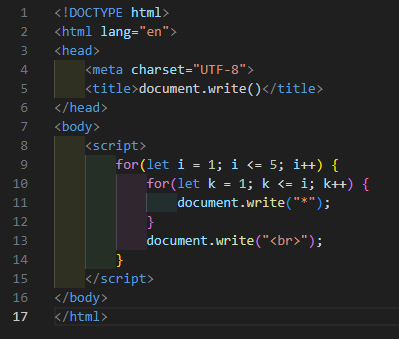 1 <!DOCTYPE html>
2 <html lang="en">
3 <head>
4     <meta charset="UTF-8">
5     <title>document.write()</title>
6 </head>
7 <body>
8     <script>
9         for(let i = 1; i <= 5; i++) {
10             for(let k = 1; k <= i; k++) {
11                 document.write("*");
12             }
13             document.write("<br>");
14         }
15     </script>
16 </body>
17 </html>